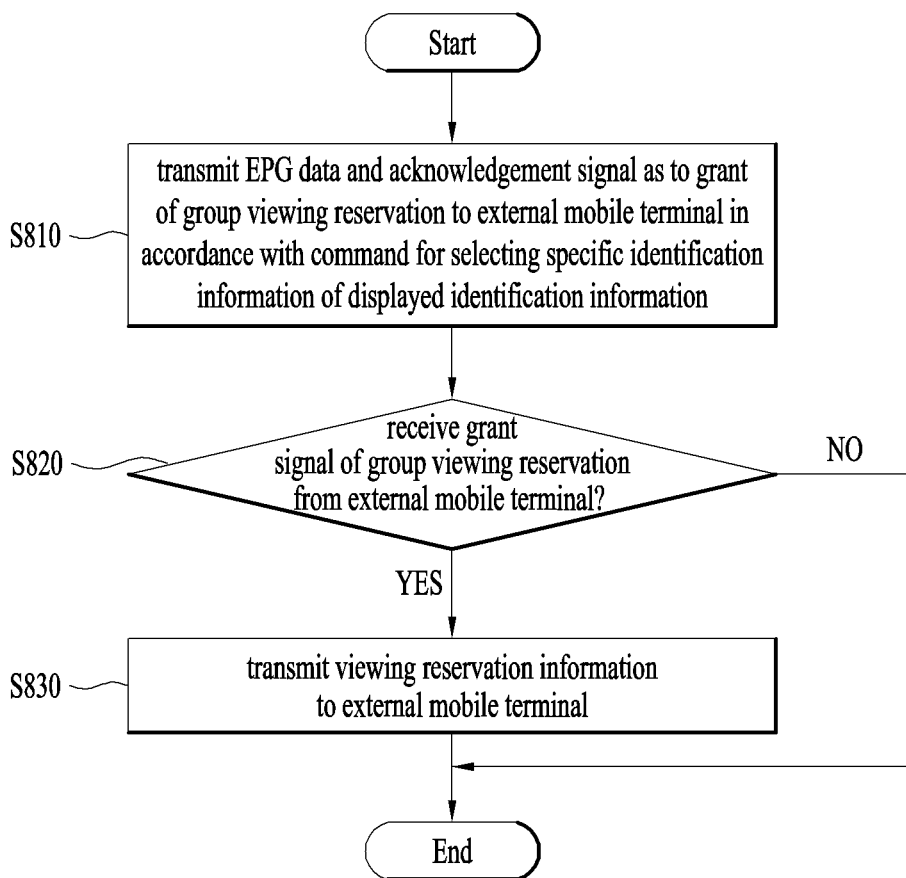 Start
transmit EPG data and acknowledgement signal as to grant
of group viewing reservation to external mobile terminal in
S810
accordance with command for selecting specific identification
information of displayed identification information
receive grant
NO
S820
signal of group viewing reservation
from external mobile terminal?
YES
transmit viewing reservation information
S830
to external mobile terminal
End